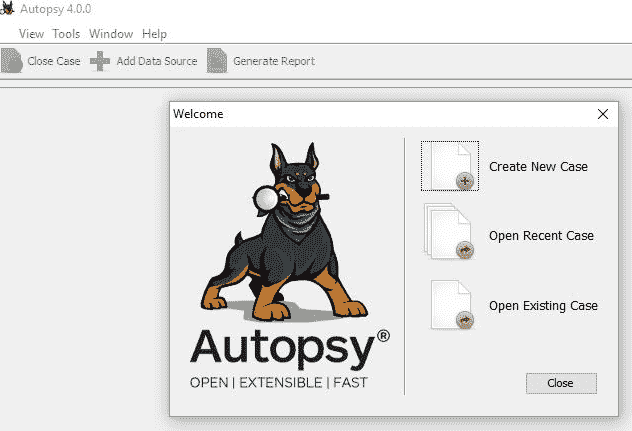 Autopsy 4.0.0
View Tools Window Help
Close Case Add Data Source Generate Report
Welcome
Create New Case
Open Recent Case
Open Existing Case
Autopsy®
OPEN | EXTENSIBLE | FAST
Close